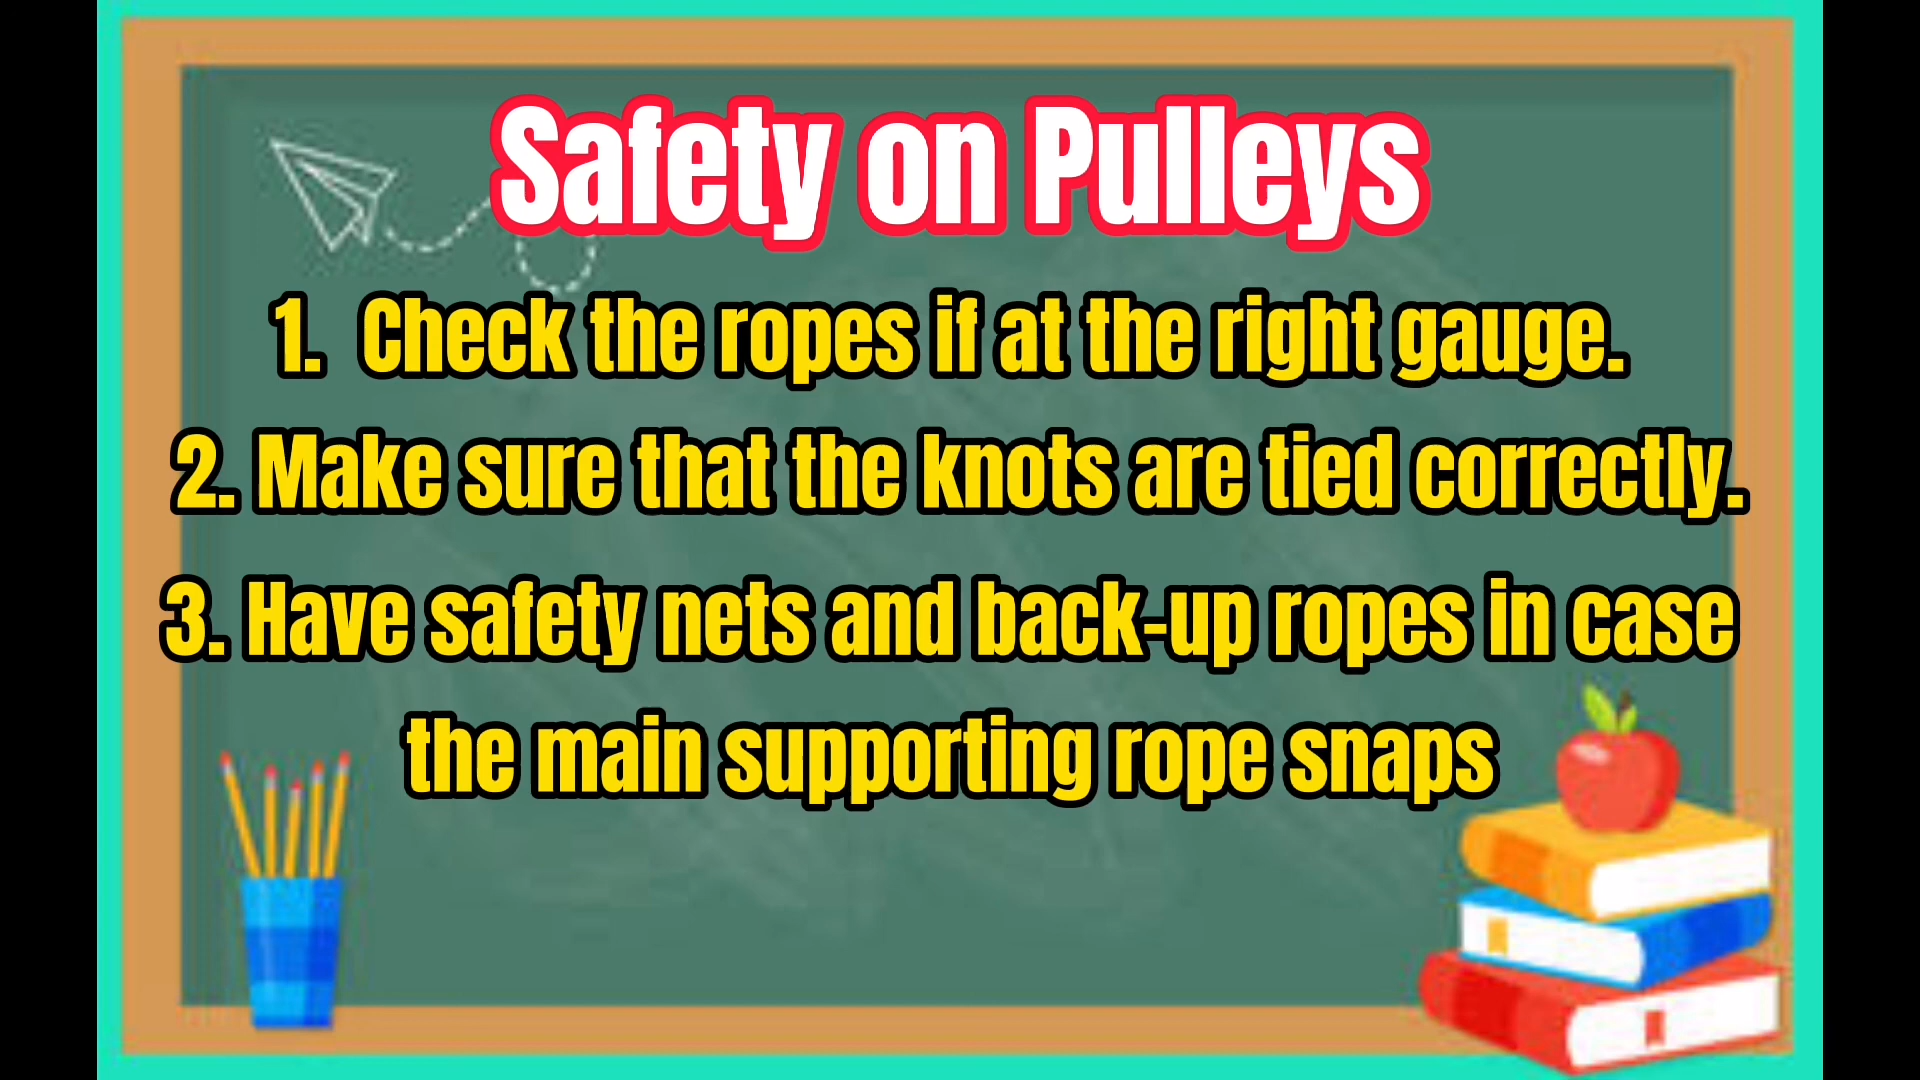 Safety on Pulleys
1. Check the ropes if at the right gauge.
2. Make sure that the knots are tied correctly.
3. Have safety nets and back-up ropes in case
the main supporting rope snaps